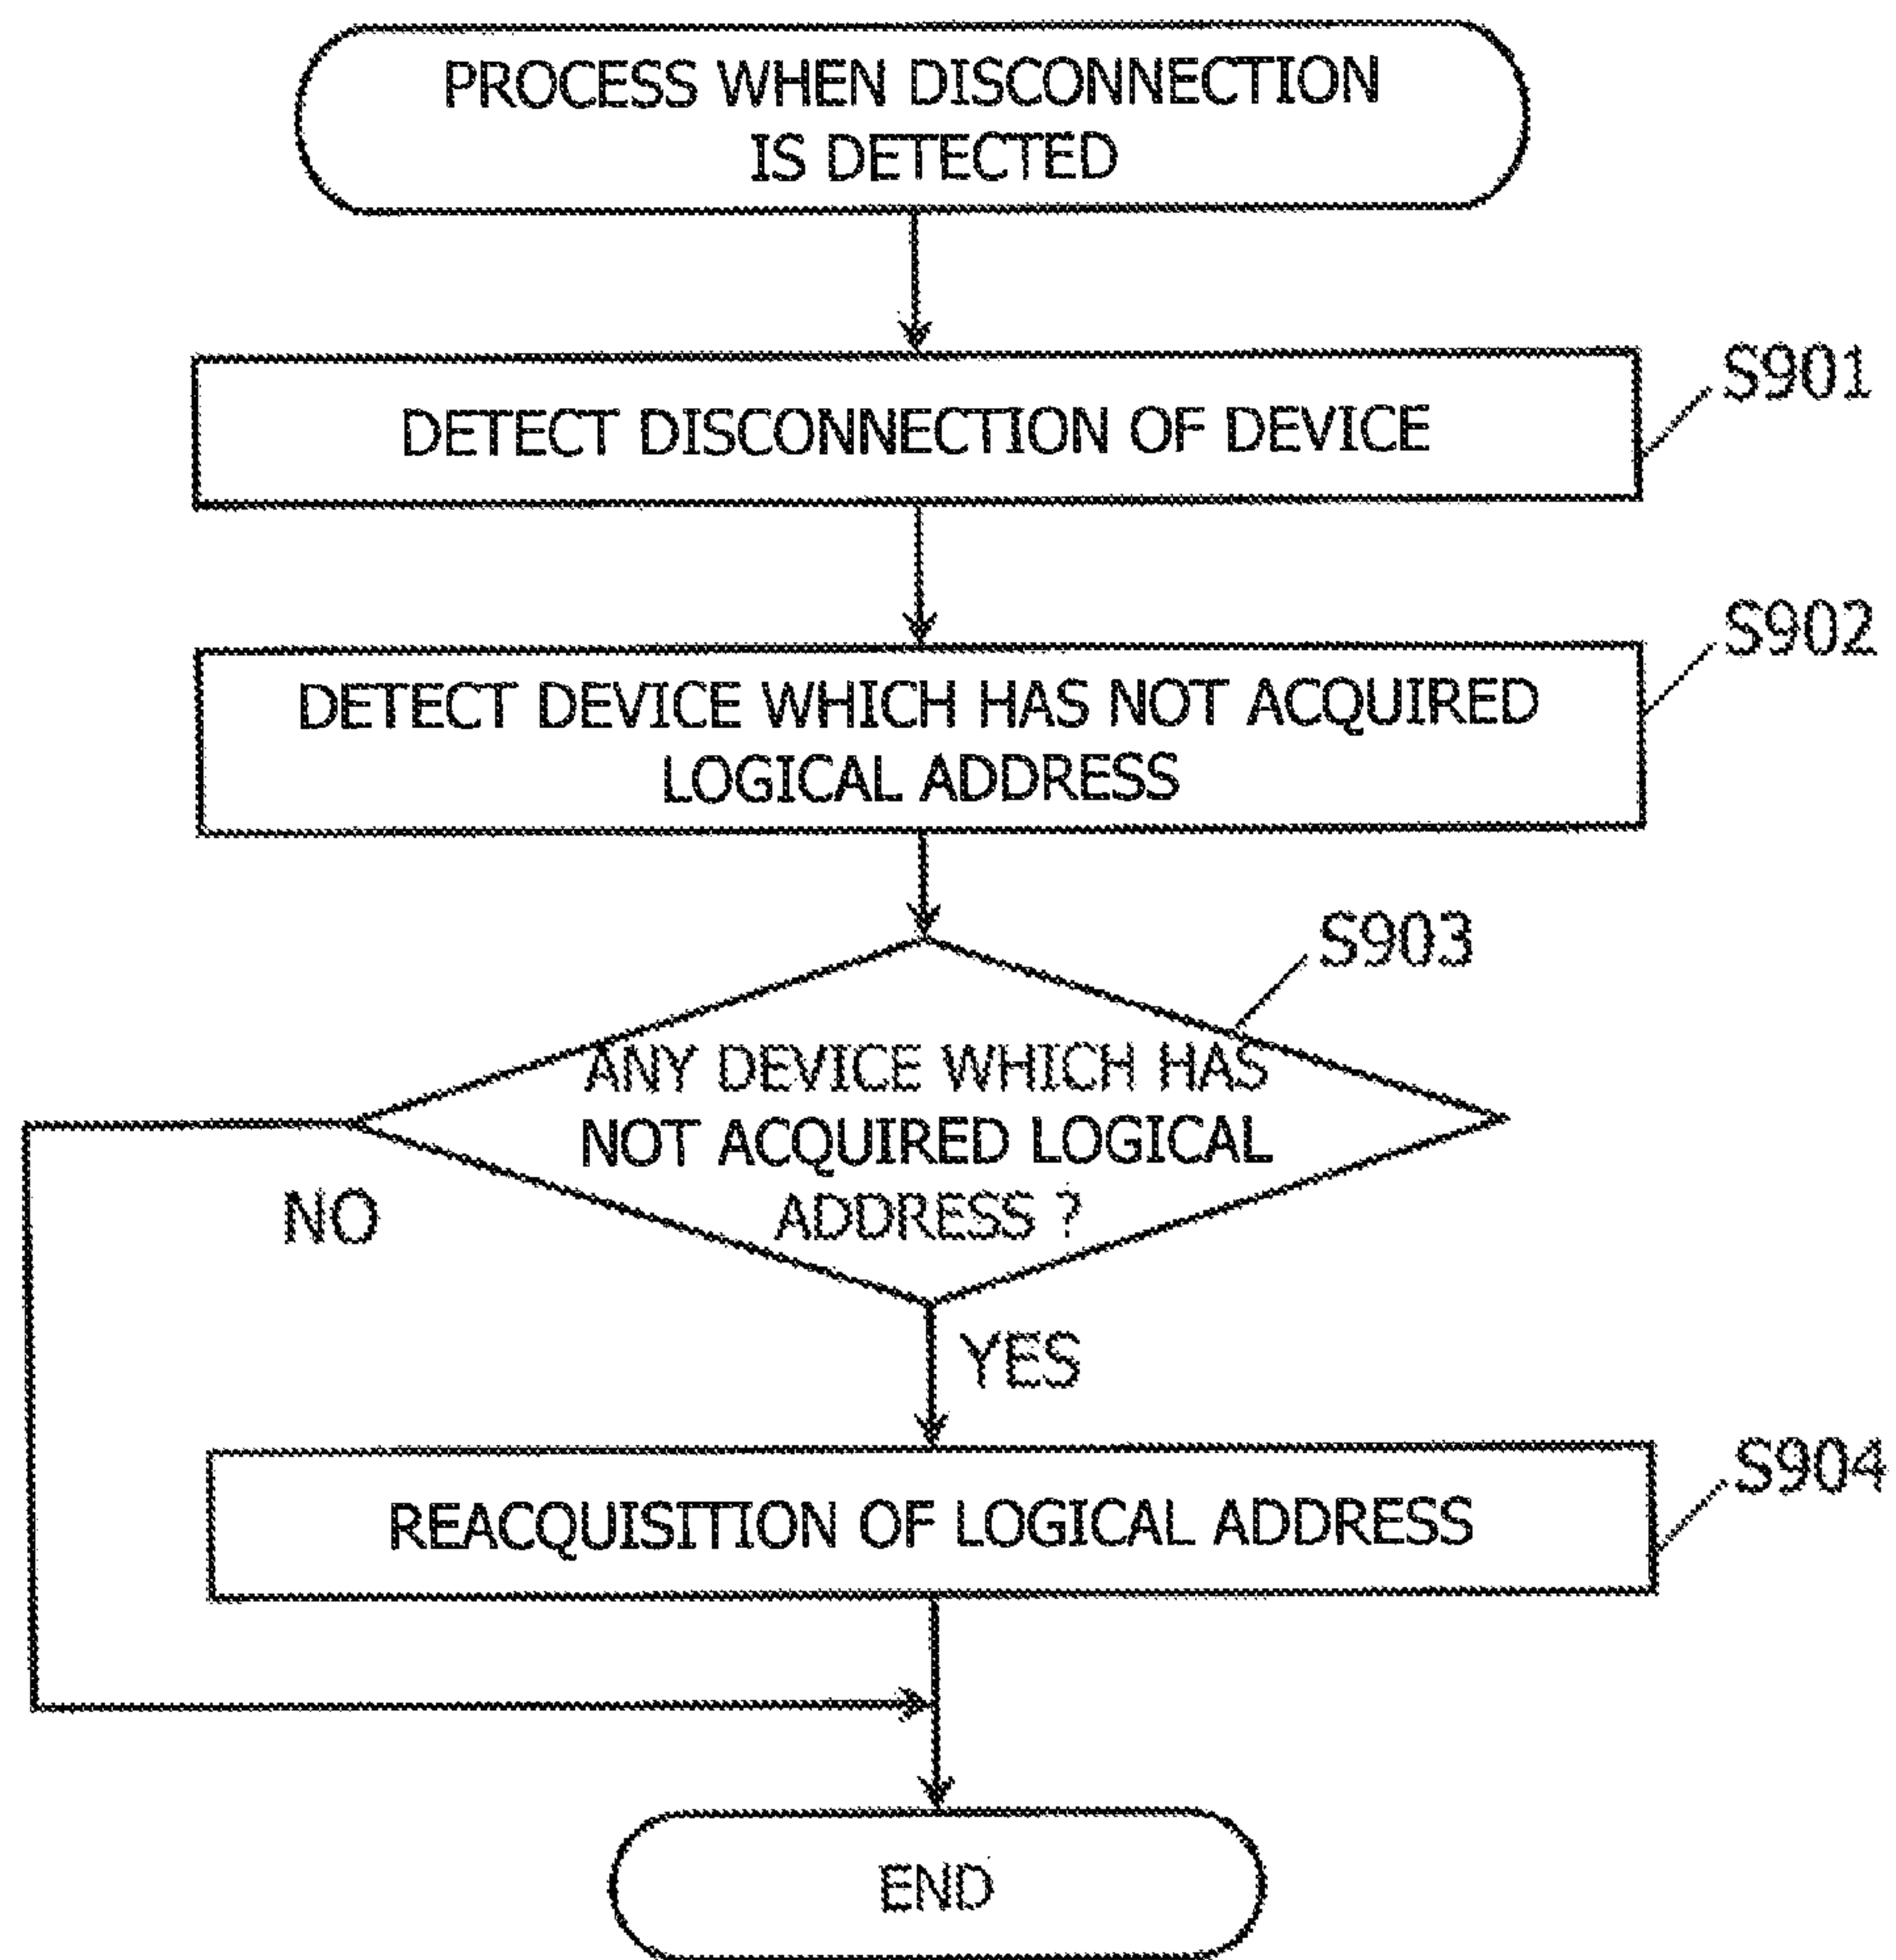 PROCESS WHEN DISCONNECTION
IS DETECTED
DETECT DISCONNECTION OF DEVICE
S901
DETECT DEVICE WHICH HAS NOT ACQUIRED
LOGICAL ADDRESS
S902
ANY DEVICE WHICH HAS
NOT ACQUIRED LOGICAL
ADDRESS ?
S903
NO
YES
REACQUISITION OF LOGICAL ADDRESS
S904
END